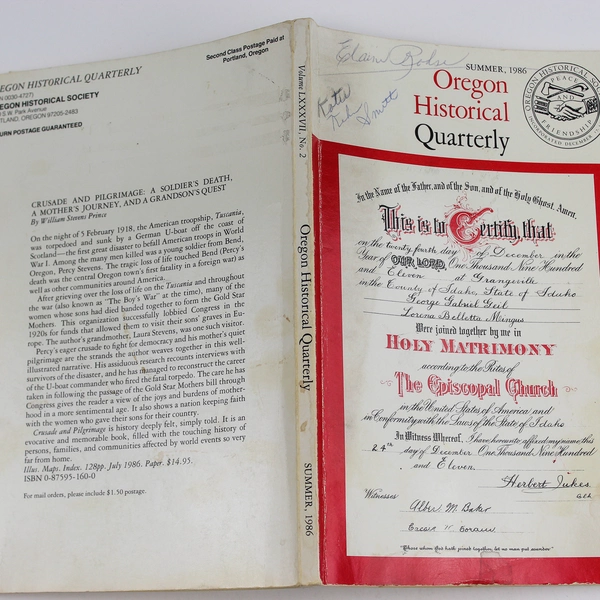 OREGON HISTORICAL QUARTERLY
0030-4727)
OREGON HISTORICAL SOCIETY
S.W. Park Avenue
PORTLAND, OREGON 97205-2483
RETURN POSTAGE GUARANTEED
Second Class Postage Paid at
Portland, Oregon
CRUSADE AND PILGRIMAGE: A SOLDIER'S DEATH,
A MOTHER'S JOURNEY, AND A GRANDSON'S QUEST
By William Stevens Prince
On the night of 5 February 1918, the American troopship, Tuscania,
was torpedoed and sunk by a German U-boat off the coast of
Scotland—the first great disaster to befall American troops in World
War I. Among the many men killed was a young soldier from Bend,
Oregon, Percy Stevens. The tragic loss of life touched Bend (Percy's
death was the central Oregon town's first fatality in a foreign war) as
well as other communities around America.
After grieving over the loss of life on the Tuscania and throughout
the war (also known as "The Boy's War" at the time), many of the
women whose sons had died banded together to form the Gold Star
Mothers. This organization successfully lobbied Congress in the
1920s for funds that allowed them to visit their sons' graves in Eu-
rope. The author's grandmother, Laura Stevens, was one such visitor.
Percy's eager crusade to fight for democracy and his mother's quiet
pilgrimage are the strands the author weaves together in this well-
illustrated narrative. His assiduous research recounts interviews with
survivors of the disaster, and he has managed to reconstruct the career
of the U-boat commander who fired the fatal torpedo. The care he has
taken in following the passage of the Gold Star Mothers bill through
Congress gives the reader a view of the joys and burdens of mother-
hood in a more sentimental age. It also shows a nation keeping faith
with the women who gave their sons for their country.
Crusade and Pilgrimage is history deeply felt, simply told. It is an
evocative and memorable book, filled with the touching history of
persons, families, and communities affected by world events so very
far from home.
Illus. Maps. Index. 128pp. July 1986. Paper. $14.95.
ISBN 0-87595-160-0
For mail orders, please include $1.50 postage.
Volume LXXXVII, No. 2
Oregon Historical Quarterly
SUMMER, 1986
SUMMER, 1986
Oregon
Historical
Quarterly
OREGON HISTORICAL SOCIETY
INCORPORATED DECEMBER
PEACE
AND
FRIENDSHIP
Smitt
In the Name of the Father, and of the Son, and of the Holy Ghost, Amen.
This is to Certify, that
on the twenty fourth day of December in the
Year of OUR LORD, One Thousand Nine Hundred
and Eleven at Grangeville
in the County of Idaho State of Idaho
George Gabriel Geib
Lorena Belletta Mingus
Were joined together by me in
HOLY MATRIMONY
according to the Rites of
The Episcopal Church
in the United States of America and
in Conformity with the Laws of the State of Idaho
In Witness Whereof, I have hereunto affixed my name this
24th day of December One Thousand Nine Hundred
and Eleven
Herbert
Witnesses
M. Baker
"Those whom God hath joined together, let no man put asunder"